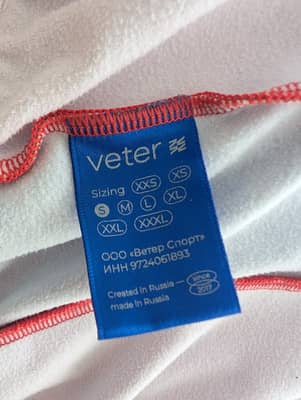 veter
Sizing XXS XS
S M L XL
XXL XXXL
ООО «Ветер Спорт»
ИНН 9724061893
Created in Russia —
made in Russia
since
2017